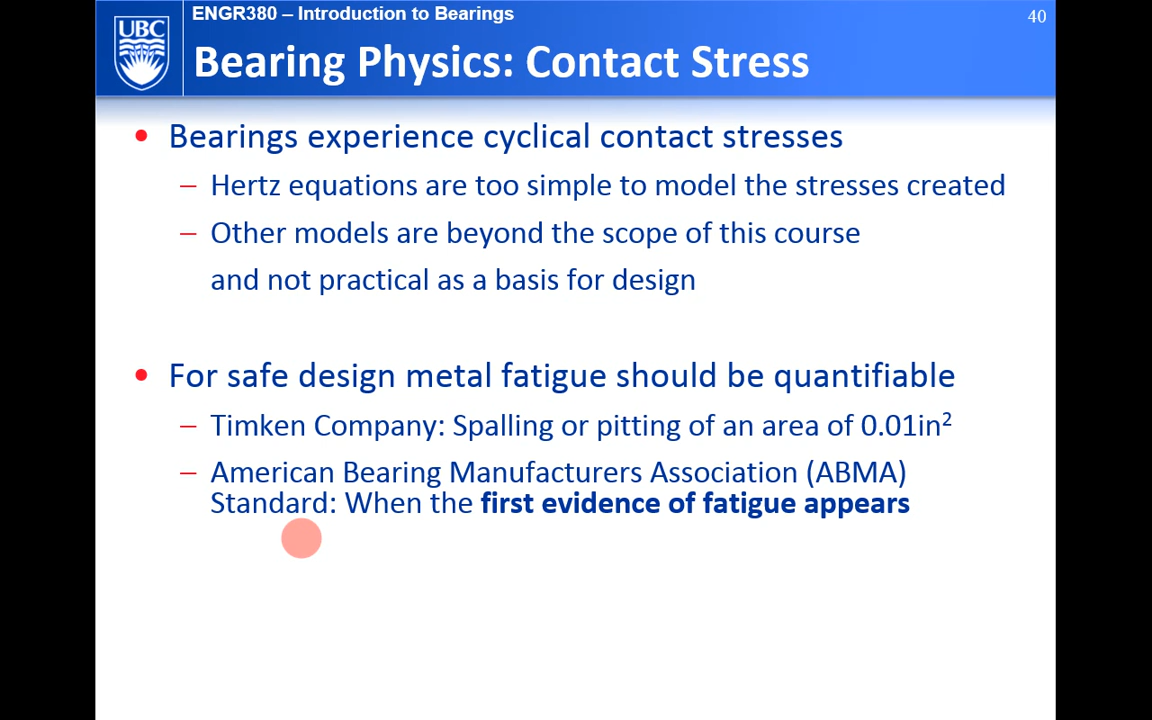 ENGR380 – Introduction to Bearings
40
UBC
Bearing Physics: Contact Stress
• Bearings experience cyclical contact stresses
– Hertz equations are too simple to model the stresses created
– Other models are beyond the scope of this course
and not practical as a basis for design
• For safe design metal fatigue should be quantifiable
– Timken Company: Spalling or pitting of an area of 0.01in²
– American Bearing Manufacturers Association (ABMA)
Standard: When the first evidence of fatigue appears